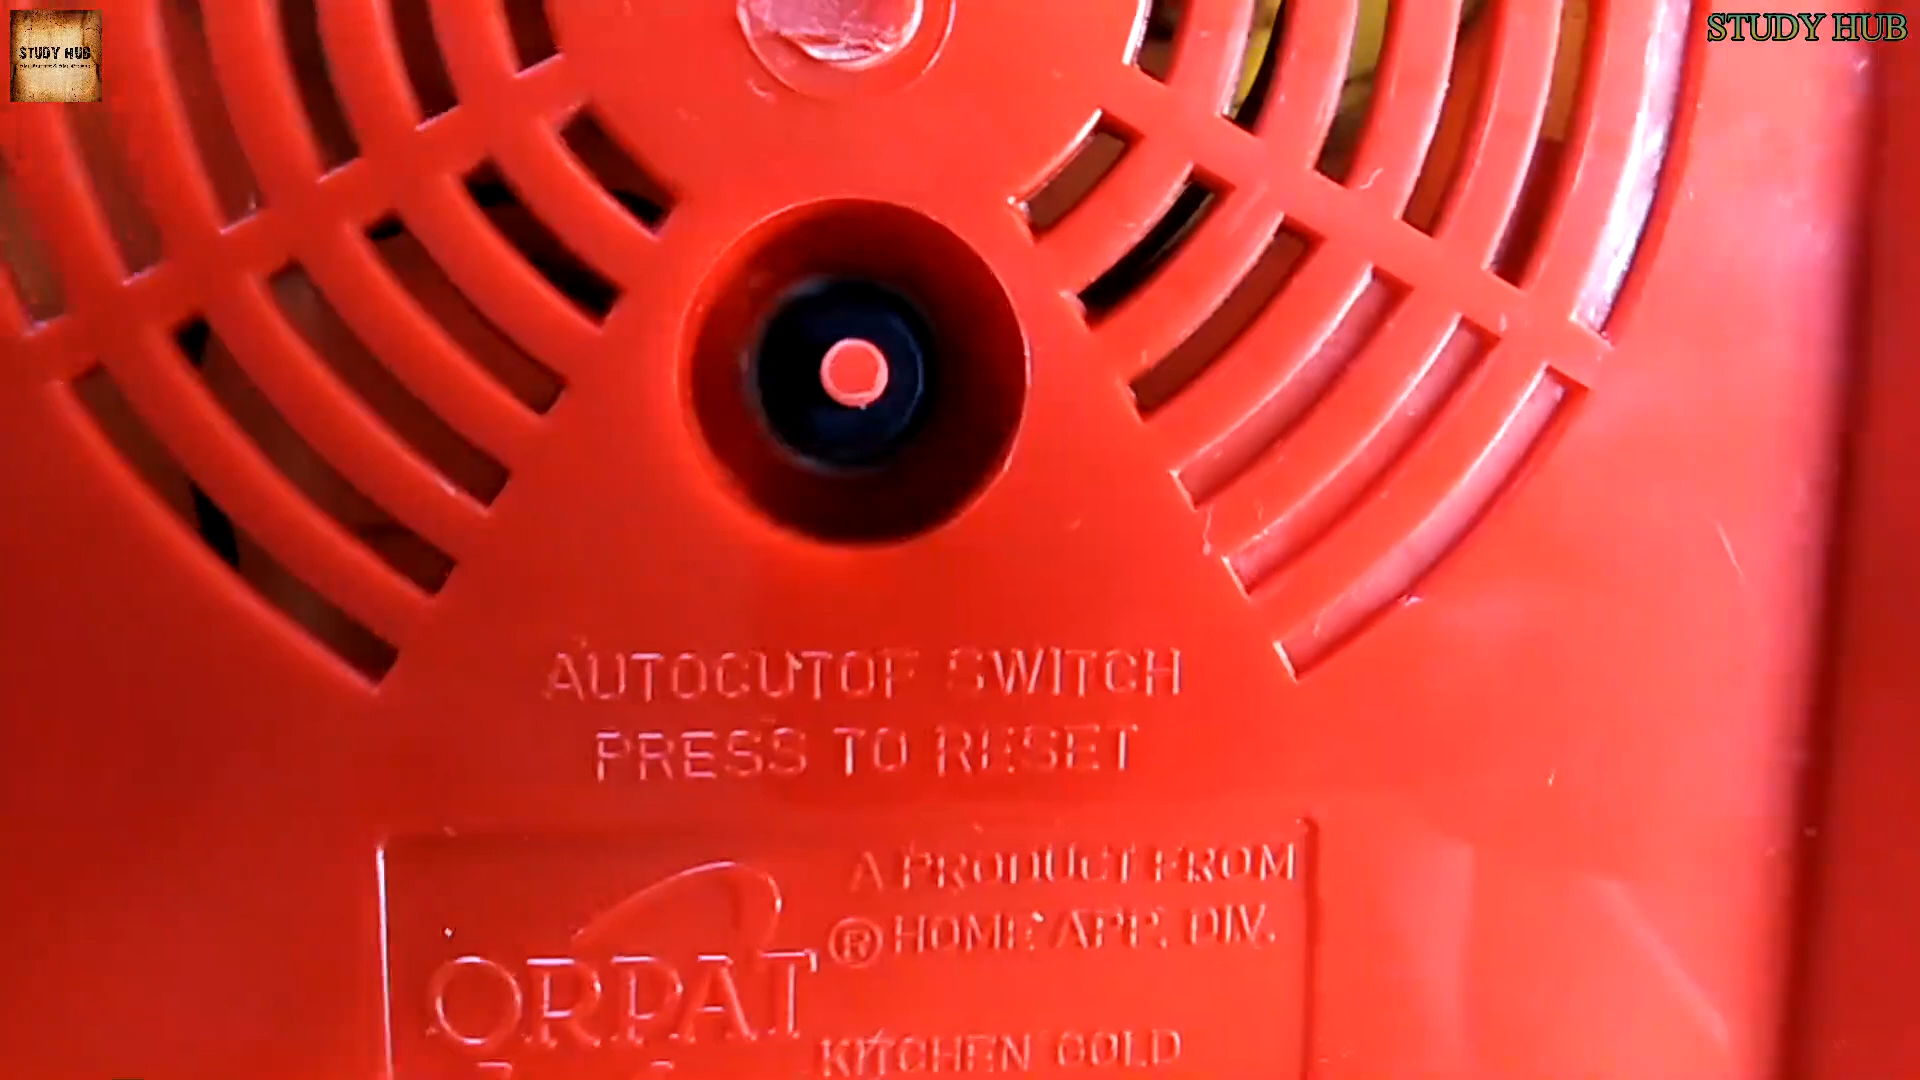 STUDY HUB
STUDY HUB
AUTOCUTOF SWITCH
PRESS TO RESET
A PRODUCT FROM
® HOME APP. DIV.
ORPAT
KITCHEN GOLD